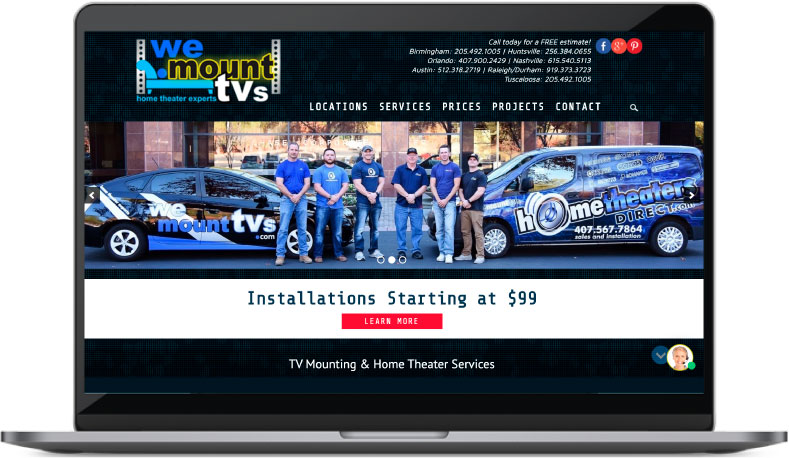 we
mount
tVs
home theater experts
Call today for a FREE estimate!
Birmingham: 205.492.1005 | Huntsville: 256.384.0655
Orlando: 407.900.2429 | Nashville: 615.540.5113
Austin: 512.318.2719 | Raleigh/Durham: 919.373.3723
Tuscaloosa: 205.492.1005
LOCATIONS SERVICES PRICES PROJECTS CONTACT
we
mount tVs
.com
home theater
DIRECT.com
407.567.7864
sales and installation
Installations Starting at $99
LEARN MORE
TV Mounting & Home Theater Services